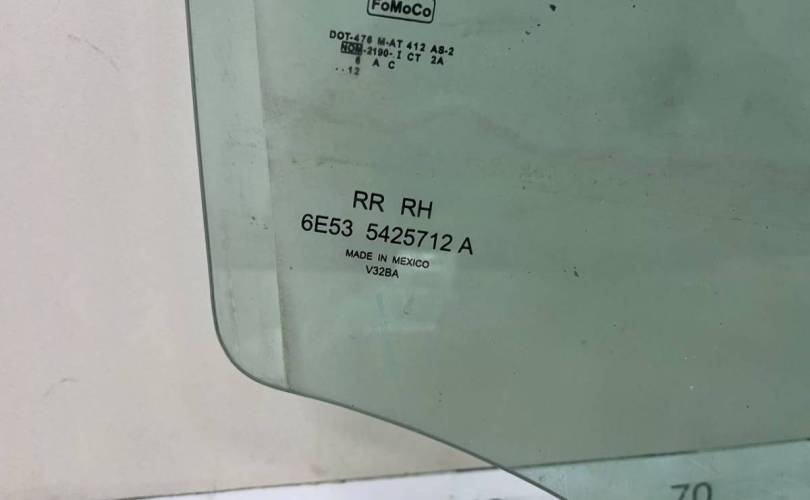 FoMoCo
DOT-476 M-AT 412 AS-2
NOM-2190-I CT 2A
6 A C
..12
RR RH
6E53 5425712 A
MADE IN MEXICO
V32BA
70